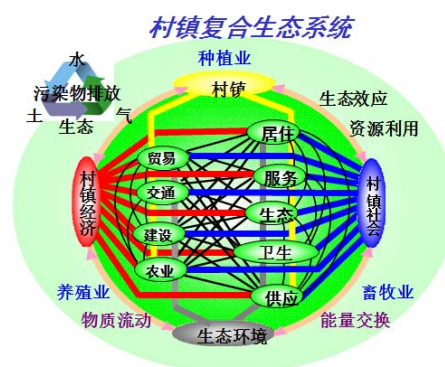 村镇复合生态系统
水
种植业
污染物排放
村镇
土 生态 气
生态效应
居住
资源利用
贸易
服务
村镇经济
交通
村镇社会
生态
建设
卫生
农业
养殖业
供应
畜牧业
物质流动
生态环境
能量交换